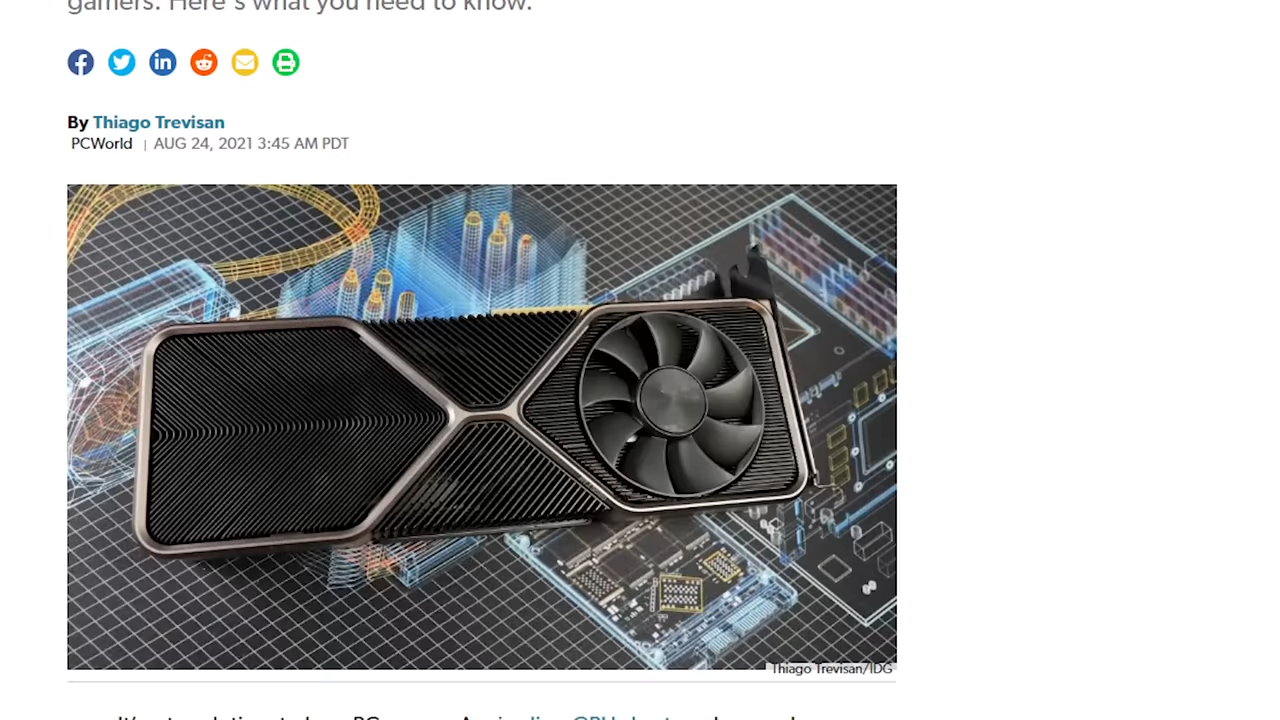 gamers. Here's what you need to know.
By Thiago Trevisan
PCWorld | AUG 24, 2021 3:45 AM PDT
Thiago Trevisan/IDG